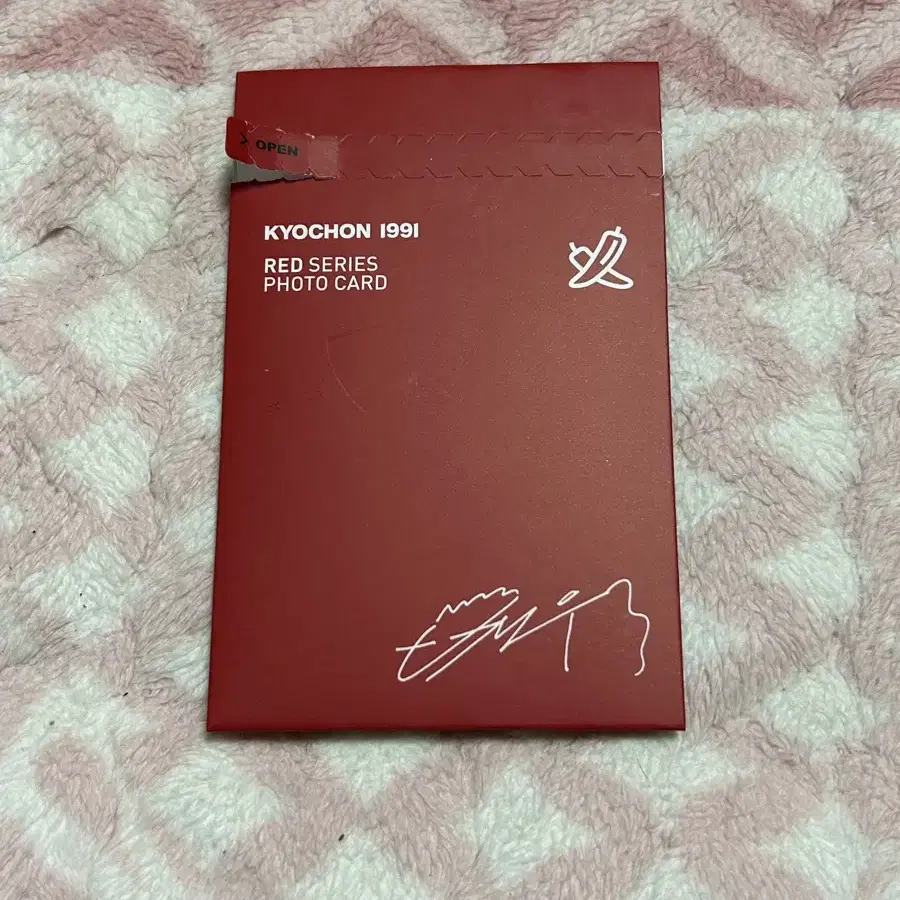 > OPEN
KYOCHON 1991
RED SERIES
PHOTO CARD